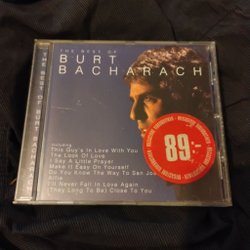 THE BEST OF
BURT
BACHARACH
THE BEST OF BURT BACHARACH
Including
This Guy's In Love With You
The Look Of Love
I Say A Little Prayer
Make It Easy On Yourself
Do You Know The Way To San Jos
Alfie
I'll Never Fall In Love Again
(They Long To Be) Close To You
89:-